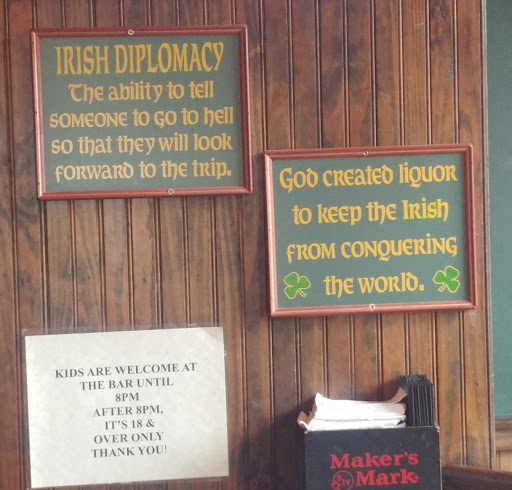 IRISH DIPLOMACY
The ability to tell
someone to go to hell
so that they will look
forward to the trip.
God created liquor
to keep the Irish
from conquering
the world.
KIDS ARE WELCOME AT
THE BAR UNTIL
8PM
AFTER 8PM,
IT'S 18 &
OVER ONLY
THANK YOU!
Maker's
Mark